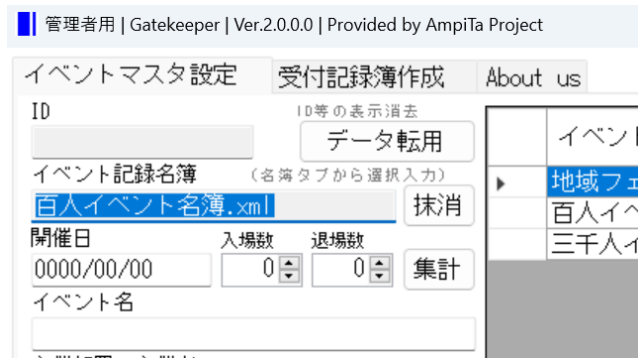 管理者用 | Gatekeeper | Ver.2.0.0.0 | Provided by AmpiTa Project
イベントマスタ設定 受付記録簿作成 About us
ID
ID等の表示消去
データ転用
イベント記録名簿 (名簿タブから選択入力)
百人イベント名簿.xml 抹消
開催日 入場数 退場数
0000/00/00 0 0 集計
イベント名
イベント
地域フェ
百人イベ
三千人イ